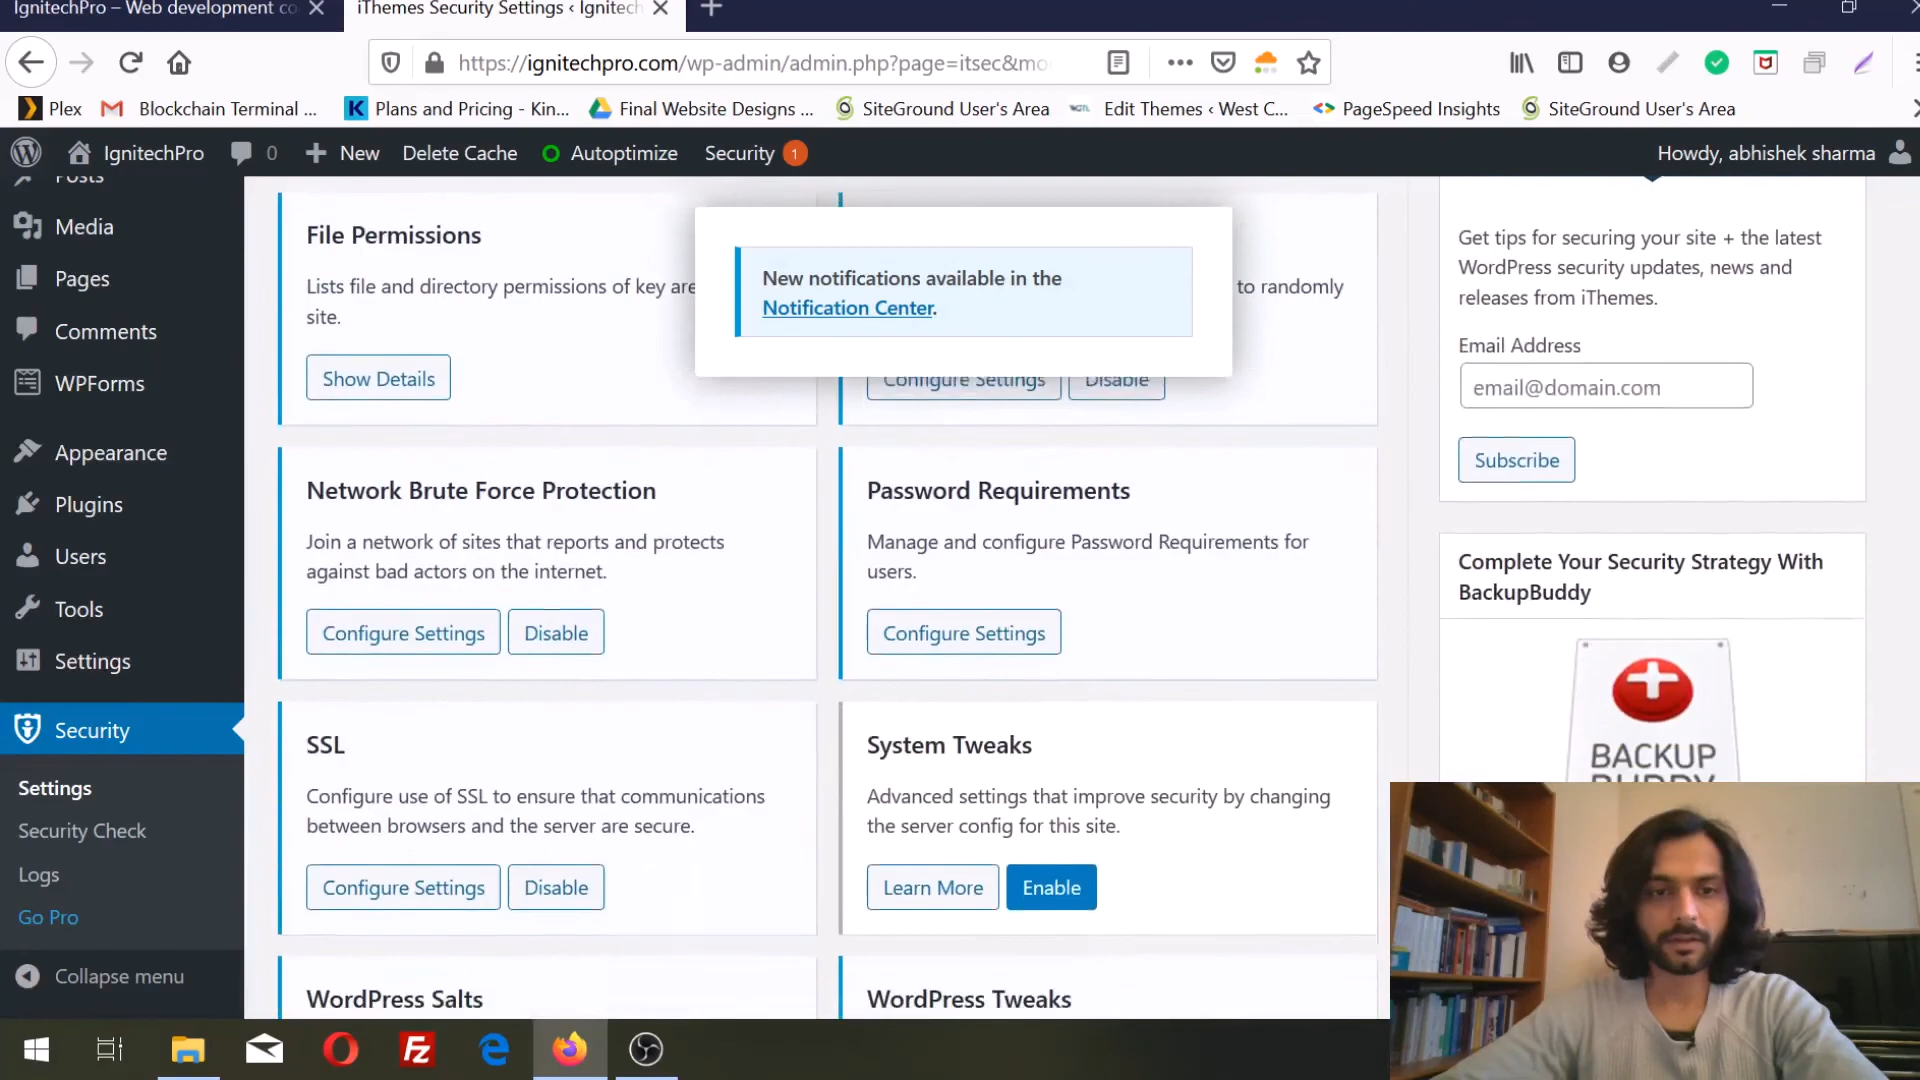 IgnitechPro – Web development co
iThemes Security Settings ‹ Ignitech
https://ignitechpro.com/wp-admin/admin.php?page=itsec&mo
Plex
Blockchain Terminal ...
K Plans and Pricing - Kin...
Final Website Designs ...
SiteGround User's Area
Edit Themes ‹ West C...
PageSpeed Insights
SiteGround User's Area
IgnitechPro
0
New
Delete Cache
Autoptimize
Security 1
Howdy, abhishek sharma
Posts
Media
Pages
Comments
WPForms
Appearance
Plugins
Users
Tools
Settings
Security
Settings
Security Check
Logs
Go Pro
Collapse menu
File Permissions
Lists file and directory permissions of key are
site.
Show Details
to randomly
Configure Settings
Disable
New notifications available in the
Notification Center.
Network Brute Force Protection
Join a network of sites that reports and protects
against bad actors on the internet.
Configure Settings
Disable
Password Requirements
Manage and configure Password Requirements for
users.
Configure Settings
SSL
Configure use of SSL to ensure that communications
between browsers and the server are secure.
Configure Settings
Disable
System Tweaks
Advanced settings that improve security by changing
the server config for this site.
Learn More
Enable
WordPress Salts
WordPress Tweaks
Get tips for securing your site + the latest
WordPress security updates, news and
releases from iThemes.
Email Address
email@domain.com
Subscribe
Complete Your Security Strategy With
BackupBuddy
BACKUP
BUDDY
Fz